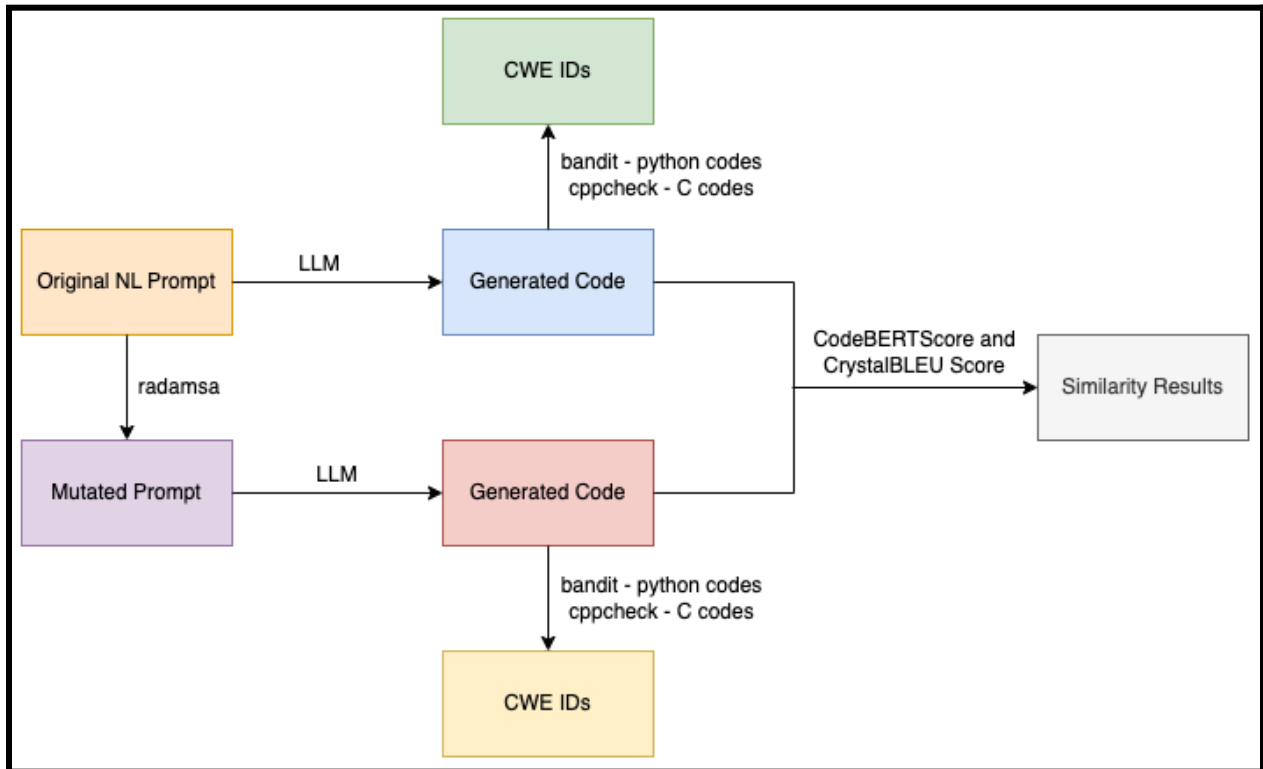 CWE IDs
bandit - python codes
cppcheck - C codes
Original NL Prompt
LLM
Generated Code
CodeBERTScore and
CrystalBLEU Score
Similarity Results
radamsa
Mutated Prompt
LLM
Generated Code
bandit - python codes
cppcheck - C codes
CWE IDs